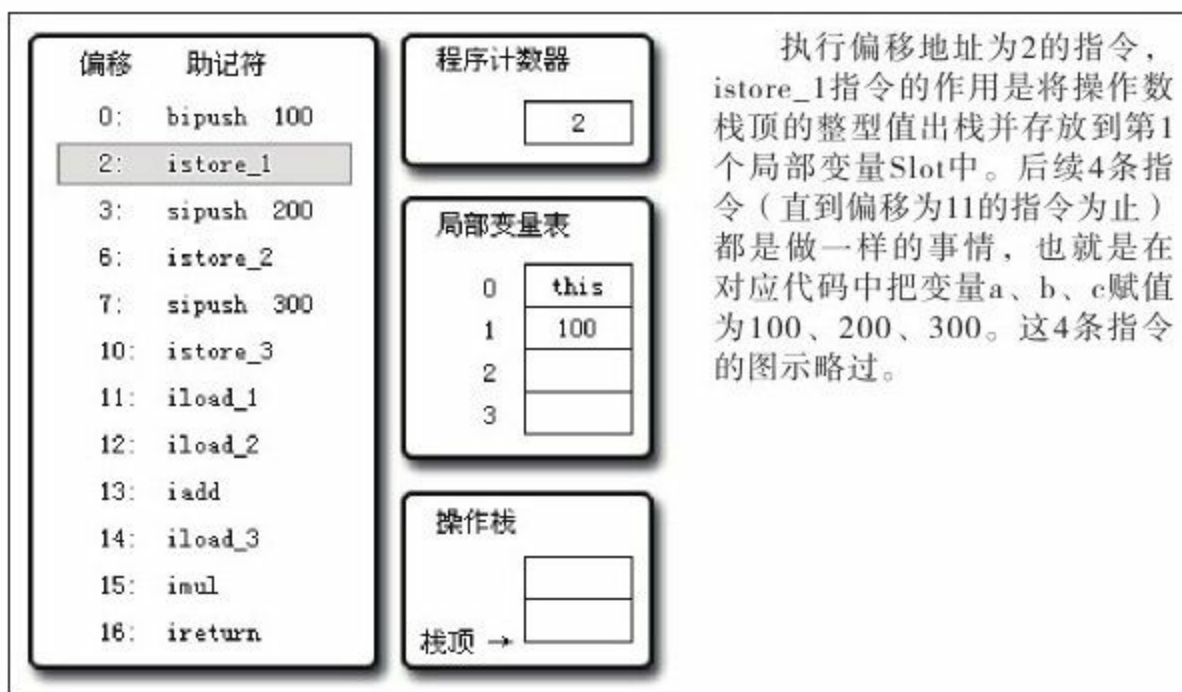 偏移 助记符
0: bipush 100
2: istore_1
3: sipush 200
6: istore_2
7: sipush 300
10: istore_3
11: iload_1
12: iload_2
13: iadd
14: iload_3
15: imul
16: ireturn
程序计数器
2
局部变量表
0 this
1 100
2
3
操作栈
栈顶 →
执行偏移地址为2的指令，
istore_1指令的作用是将操作数
栈顶的整型值出栈并存放到第1
个局部变量Slot中。后续4条指
令（直到偏移为11的指令为止）
都是做一样的事情，也就是在
对应代码中把变量a、b、c赋值
为100、200、300。这4条指令
的图示略过。